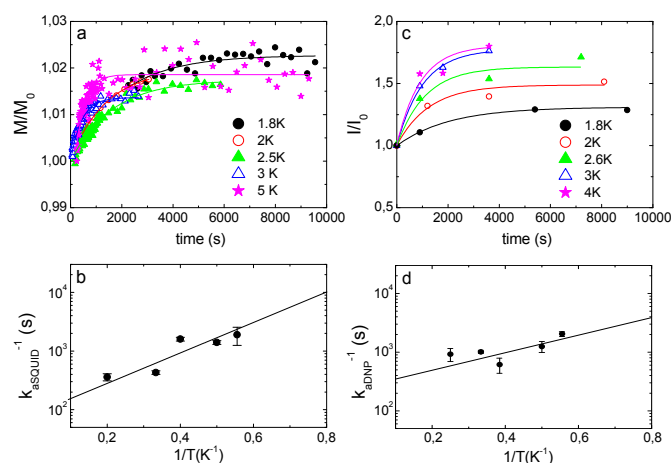 a
M/M0
1,03
1,02
1,01
1,00
0,99
1.8K
2K
2.5K
3 K
5 K
0 2000 4000 6000 8000 10000
time (s)
c
I/I0
2,0
1,5
1,0
0,5
1.8K
2K
2.6K
3K
4K
0 2000 4000 6000 8000 10000
time (s)
b
kaSQUID-1 (s)
10^4
10^3
10^2
0,2 0,4 0,6 0,8
1/T(K-1)
d
kaDNP-1 (s)
10^4
10^3
10^2
0,2 0,4 0,6 0,8
1/T(K-1)